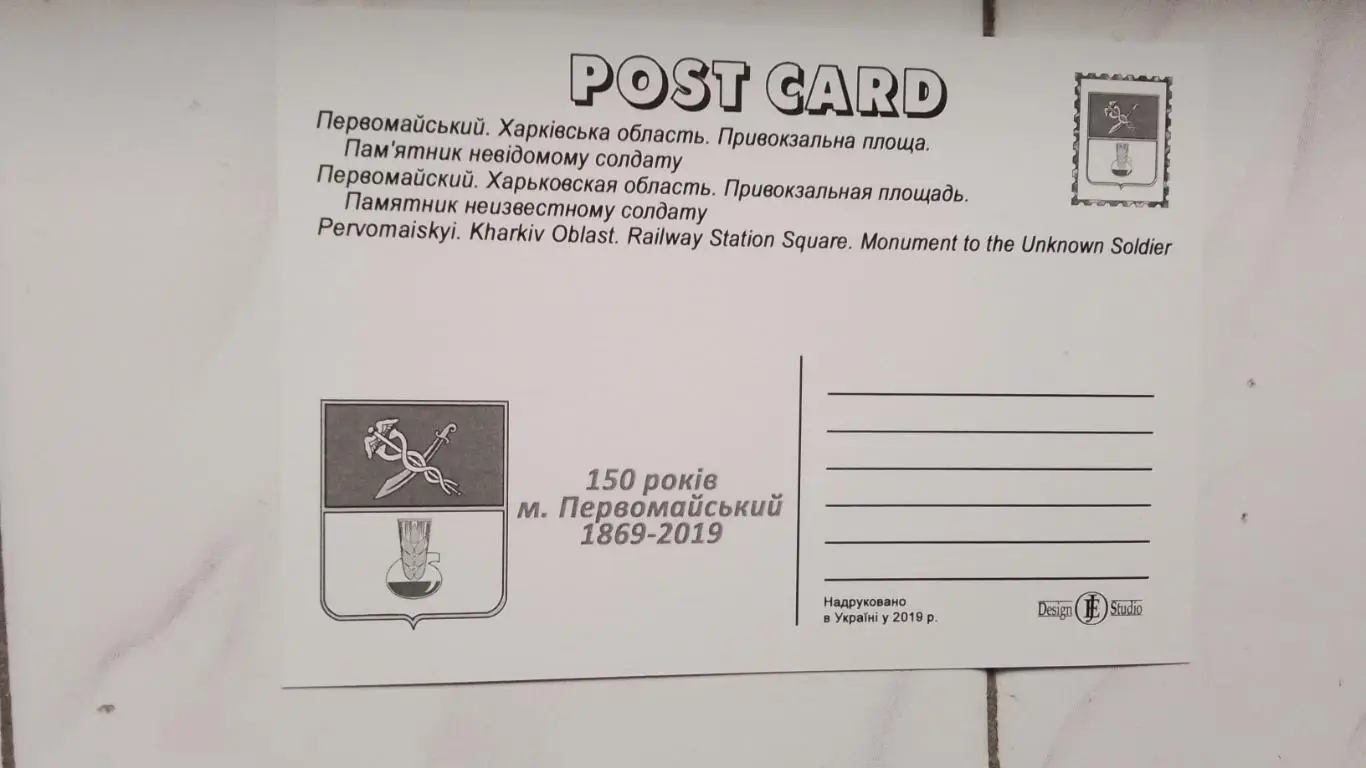 POST CARD
Первомайський. Харківська область. Привокзальна площа.
Пам'ятник невідомому солдату
Первомайский. Харьковская область. Привокзальная площадь.
Памятник неизвестному солдату
Pervomaiskyi. Kharkiv Oblast. Railway Station Square. Monument to the Unknown Soldier
150 років
м. Первомайський
1869-2019
Надруковано
в Україні у 2019 р.
Design Studio